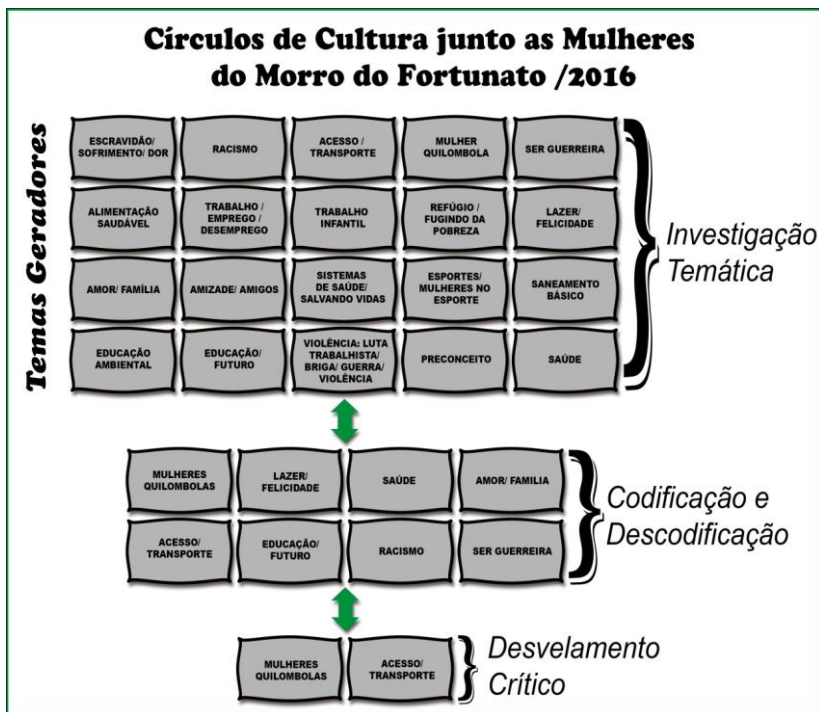 Círculos de Cultura junto as Mulheres
do Morro do Fortunato /2016
Temas Geradores
ESCRAVIDÃO/
SOFRIMENTO/ DOR
RACISMO
ACESSO /
TRANSPORTE
MULHER
QUILOMBOLA
SER GUERREIRA
ALIMENTAÇÃO
SAUDÁVEL
TRABALHO /
EMPREGO /
DESEMPREGO
TRABALHO
INFANTIL
REFÚGIO /
FUGINDO DA
POBREZA
LAZER/
FELICIDADE
AMOR/ FAMÍLIA
AMIZADE/ AMIGOS
SISTEMAS
DE SAÚDE/
SALVANDO VIDAS
ESPORTES/
MULHERES NO
ESPORTE
SANEAMENTO
BÁSICO
EDUCAÇÃO
AMBIENTAL
EDUCAÇÃO/
FUTURO
VIOLÊNCIA: LUTA
TRABALHISTA/
BRIGA/ GUERRA/
VIOLÊNCIA
PRECONCEITO
SAÚDE
Investigação
Temática
MULHERES
QUILOMBOLAS
LAZER/
FELICIDADE
SAÚDE
AMOR/ FAMILIA
ACESSO/
TRANSPORTE
EDUCAÇÃO/
FUTURO
RACISMO
SER GUERREIRA
Codificação e
Descodificação
MULHERES
QUILOMBOLAS
ACESSO/
TRANSPORTE
Desvelamento
Crítico